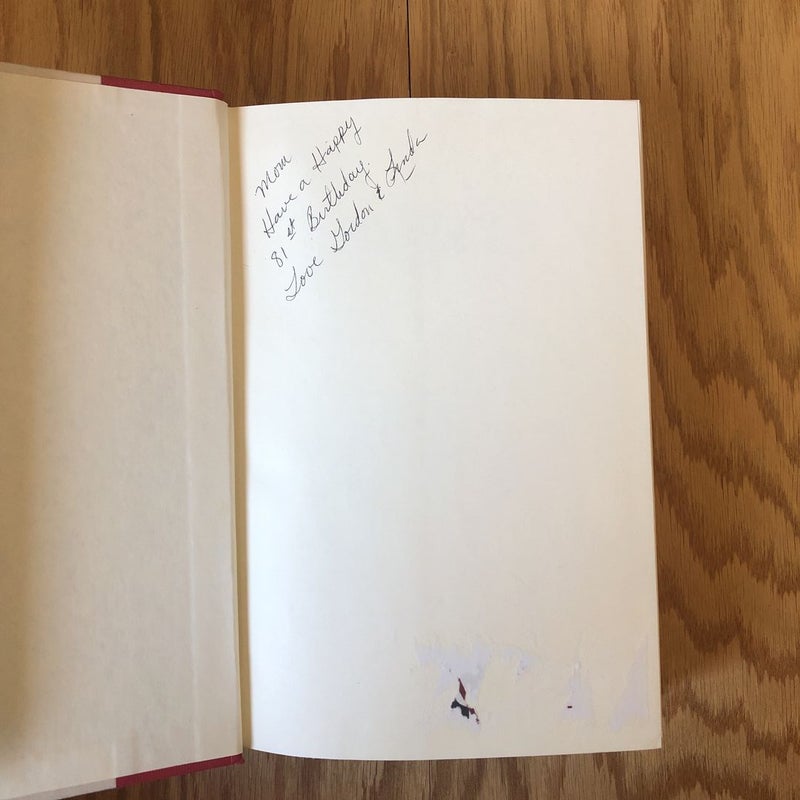 Mom
Have a Happy
81st Birthday.
Love Gordon & Linda